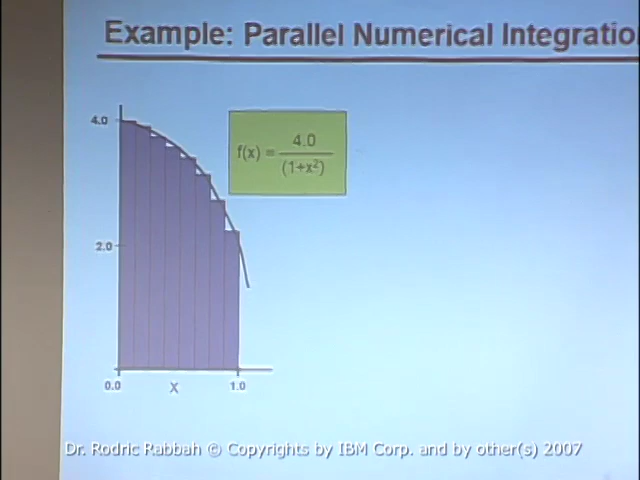 Example: Parallel Numerical Integratio
4.0
f(x) = 4.0 / (1+x²)
2.0
0.0
X
1.0
Dr. Rodric Rabbah © Copyrights by IBM Corp. and by other(s) 2007